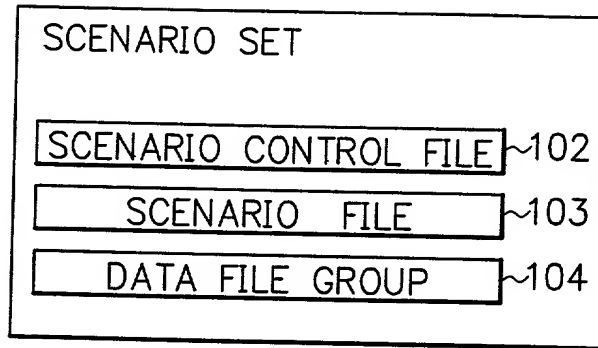 SCENARIO SET
SCENARIO CONTROL FILE 102
SCENARIO FILE 103
DATA FILE GROUP 104